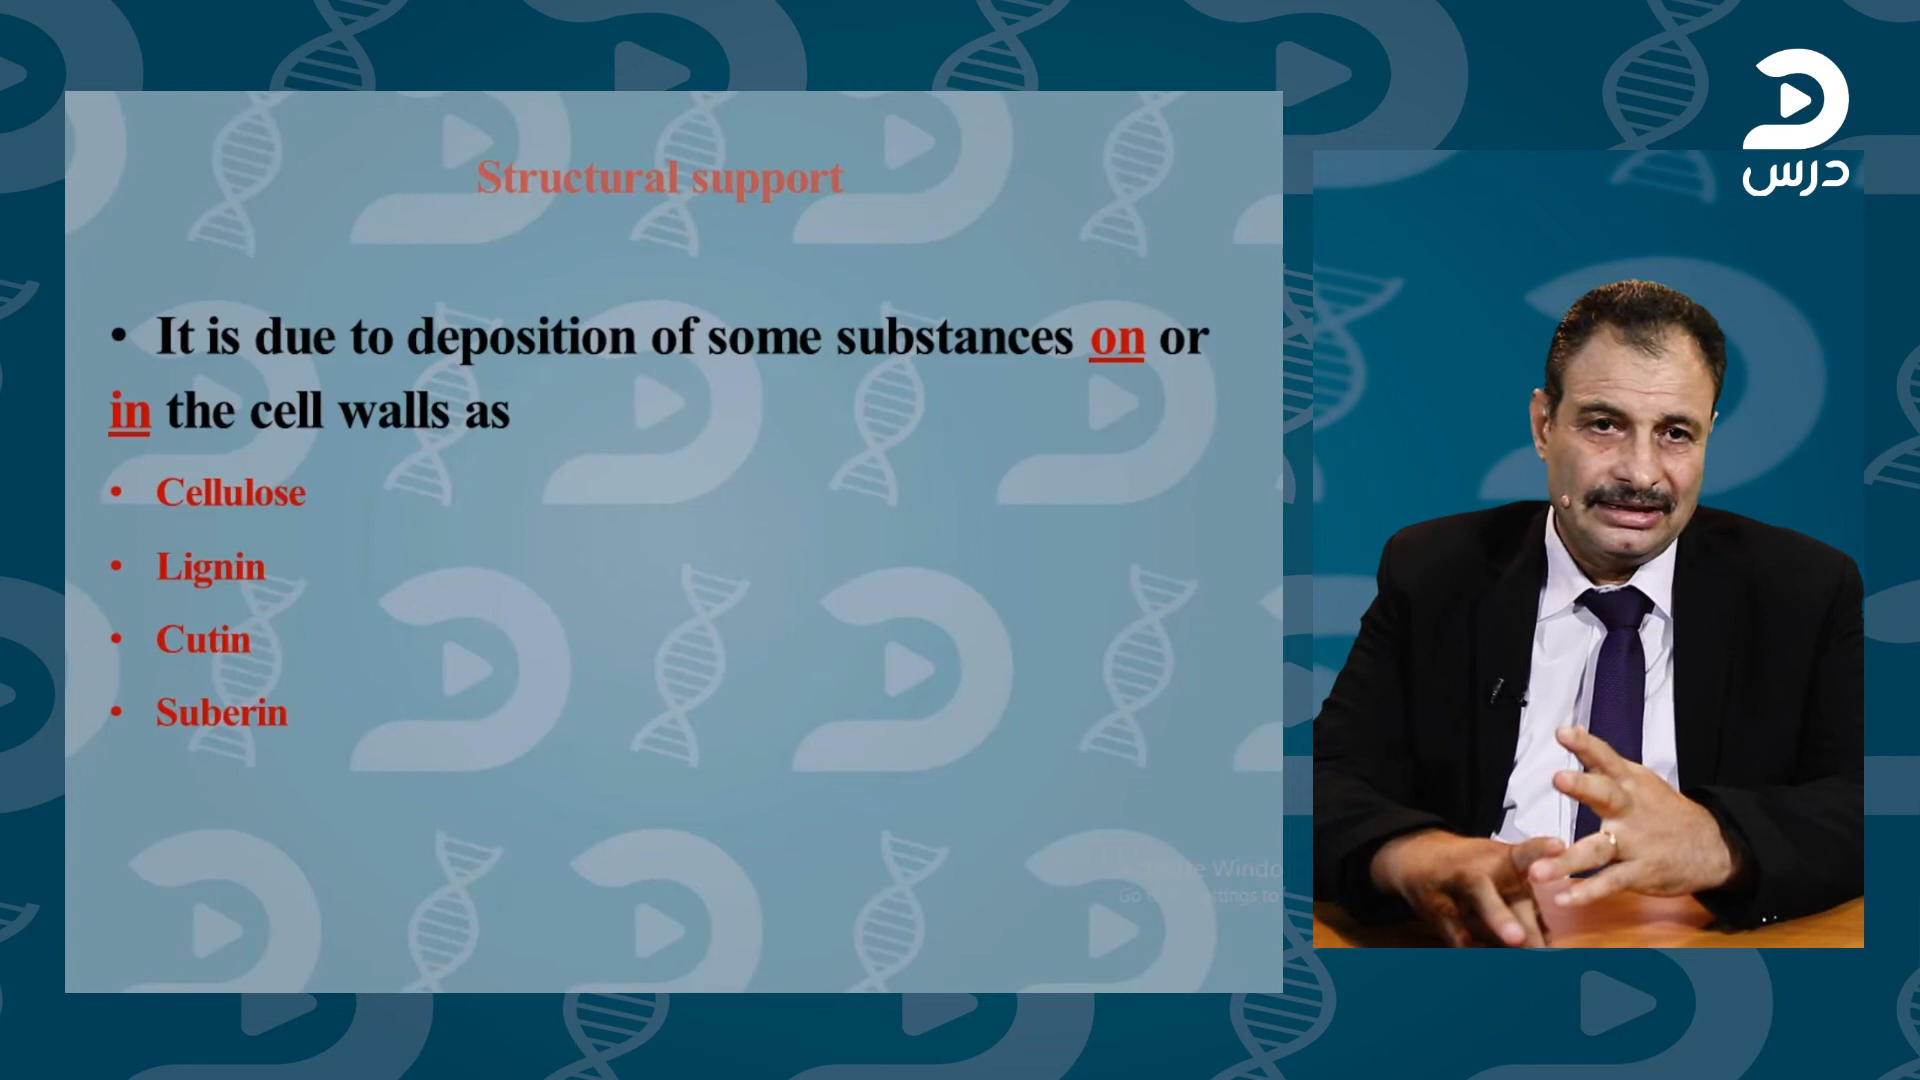 درس
Structural support
• It is due to deposition of some substances on or
in the cell walls as
• Cellulose
• Lignin
• Cutin
• Suberin
Go